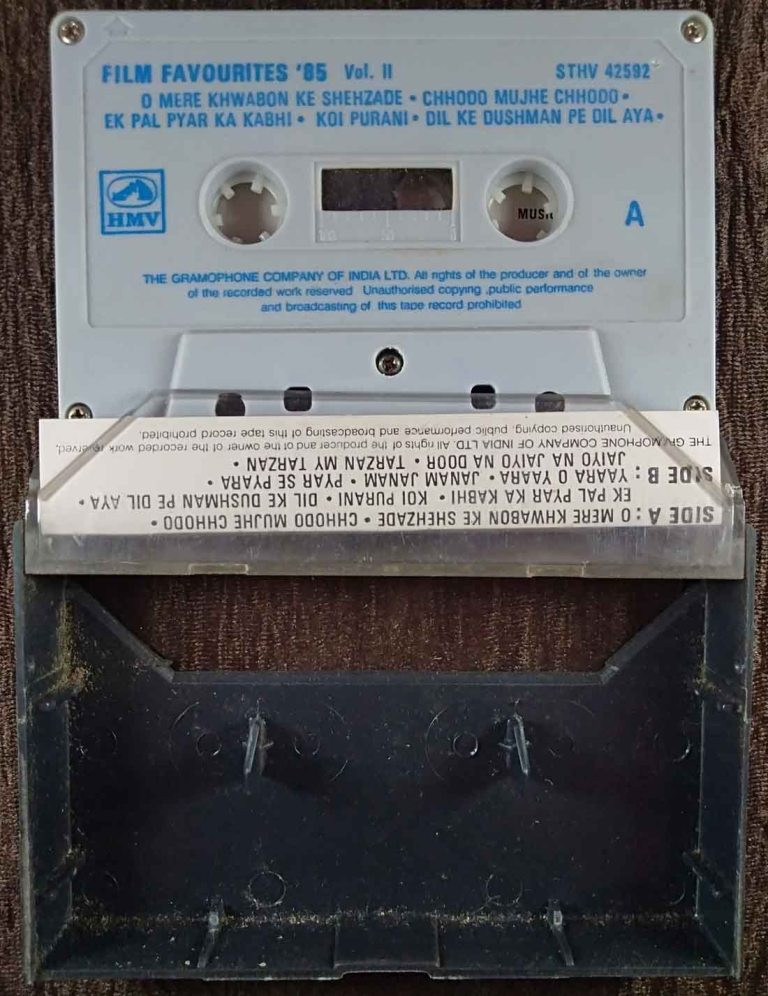 FILM FAVOURITES '85 Vol. II STHV 42592
O MERE KHWABON KE SHEHZADE • CHHODO MUJHE CHHODO •
EK PAL PYAR KA KABHI • KOI PURANI • DIL KE DUSHMAN PE DIL AYA •
HMV
MUSI
A
100 50 0
THE GRAMOPHONE COMPANY OF INDIA LTD. All rights of the producer and of the owner
of the recorded work reserved Unauthorised copying ,public performance
and broadcasting of this tape record prohibited
SIDE A : O MERE KHWABON KE SHEHZADE • CHHODO MUJHE CHHODO •
EK PAL PYAR KA KABHI • KOI PURANI • DIL KE DUSHMAN PE DIL AYA •
SIDE B : YAARA O YAARA • JANAM JANAM • PYAR SE PYARA •
JAIYO NA JAIYO NA DOOR • TARZAN MY TARZAN •
THE GRAMOPHONE COMPANY OF INDIA LTD. All rights of the producer and of the owner of the recorded work reserved,
Unauthorised copying, public performance and broadcasting of this tape record prohibited.